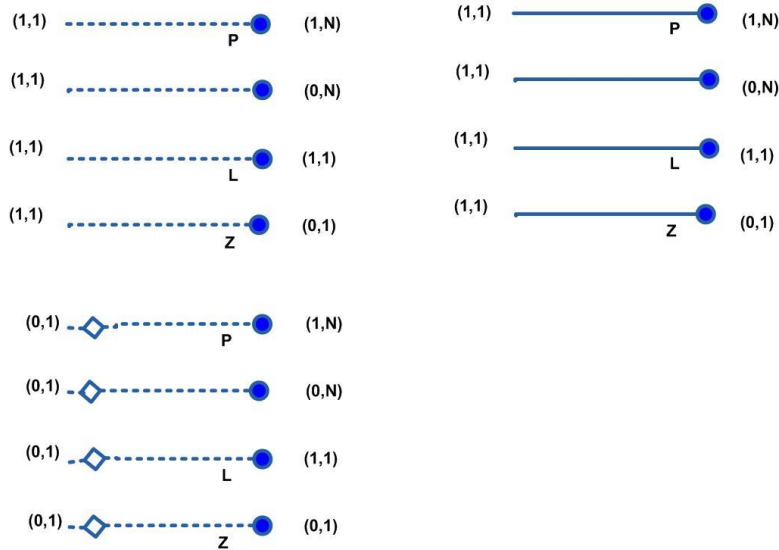 (1,1) P (1,N)
(1,1) (0,N)
(1,1) L (1,1)
(1,1) Z (0,1)
(1,1) P (1,N)
(1,1) (0,N)
(1,1) L (1,1)
(1,1) Z (0,1)
(0,1) P (1,N)
(0,1) (0,N)
(0,1) L (1,1)
(0,1) Z (0,1)